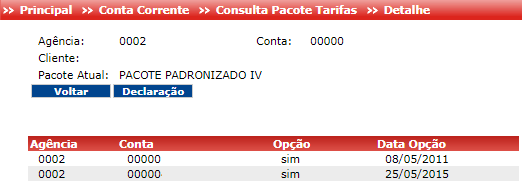 >> Principal >> Conta Corrente >> Consulta Pacote Tarifas >> Detalhe
Agência: 0002 Conta: 00000
Cliente:
Pacote Atual: PACOTE PADRONIZADO IV
Voltar Declaração
Agência Conta Opção Data Opção
0002 00000 sim 08/05/2011
0002 00000 sim 25/05/2015